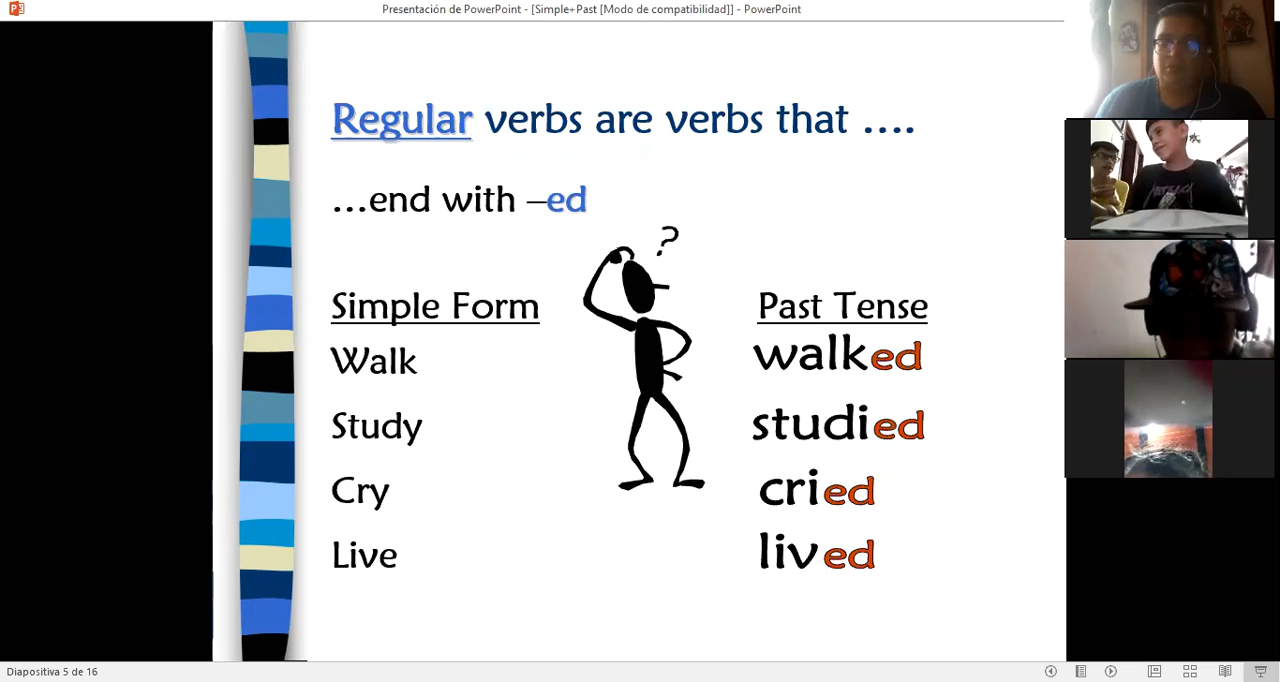 Presentación de PowerPoint - [Simple÷Past [Modo de compatibilidad]] - PowerPoint
Regular verbs are verbs that ….
…end with –ed
?
Simple Form Past Tense
Walk walked
Study studied
Cry cried
Live lived
Diapositiva 5 de 16